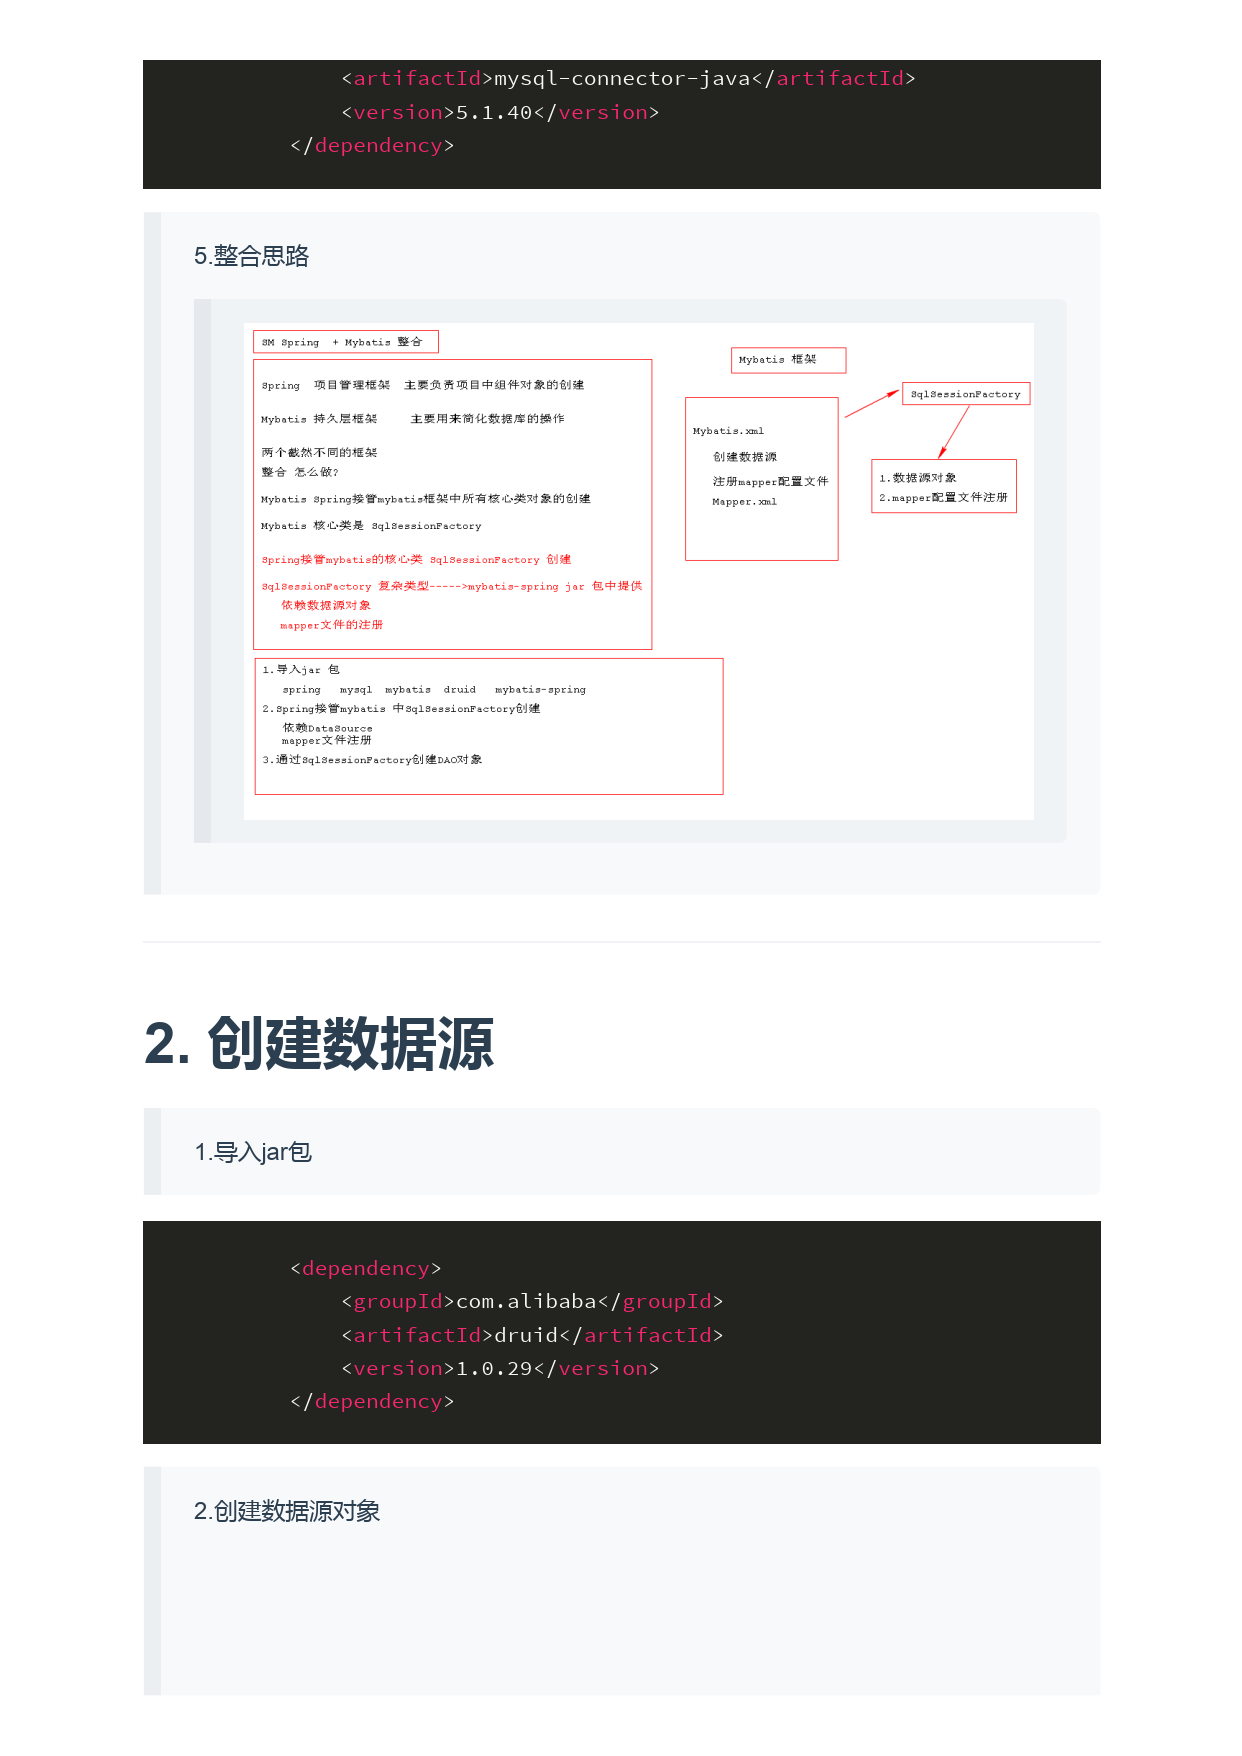 <artifactId>mysql-connector-java</artifactId>
<version>5.1.40</version>
</dependency>
5.整合思路
SM Spring + Mybatis 整合
Spring 项目管理框架 主要负责项目中组件对象的创建
Mybatis 持久层框架 主要用来简化数据库的操作
两个截然不同的框架
整合 怎么做?
Mybatis Spring接管mybatis框架中所有核心类对象的创建
Mybatis 核心类是 SqlSessionFactory
Spring接管mybatis的核心类 SqlSessionFactory 创建
SqlSessionFactory 复杂类型----->mybatis-spring jar 包中提供
依赖数据源对象
mapper文件的注册
Mybatis 框架
Mybatis.xml
创建数据源
注册mapper配置文件
Mapper.xml
SqlSessionFactory
1.数据源对象
2.mapper配置文件注册
1.导入jar 包
spring mysql mybatis druid mybatis-spring
2.Spring接管mybatis 中SqlSessionFactory创建
依赖DataSource
mapper文件注册
3.通过SqlSessionFactory创建DAO对象
2. 创建数据源
1.导入jar包
<dependency>
<groupId>com.alibaba</groupId>
<artifactId>druid</artifactId>
<version>1.0.29</version>
</dependency>
2.创建数据源对象